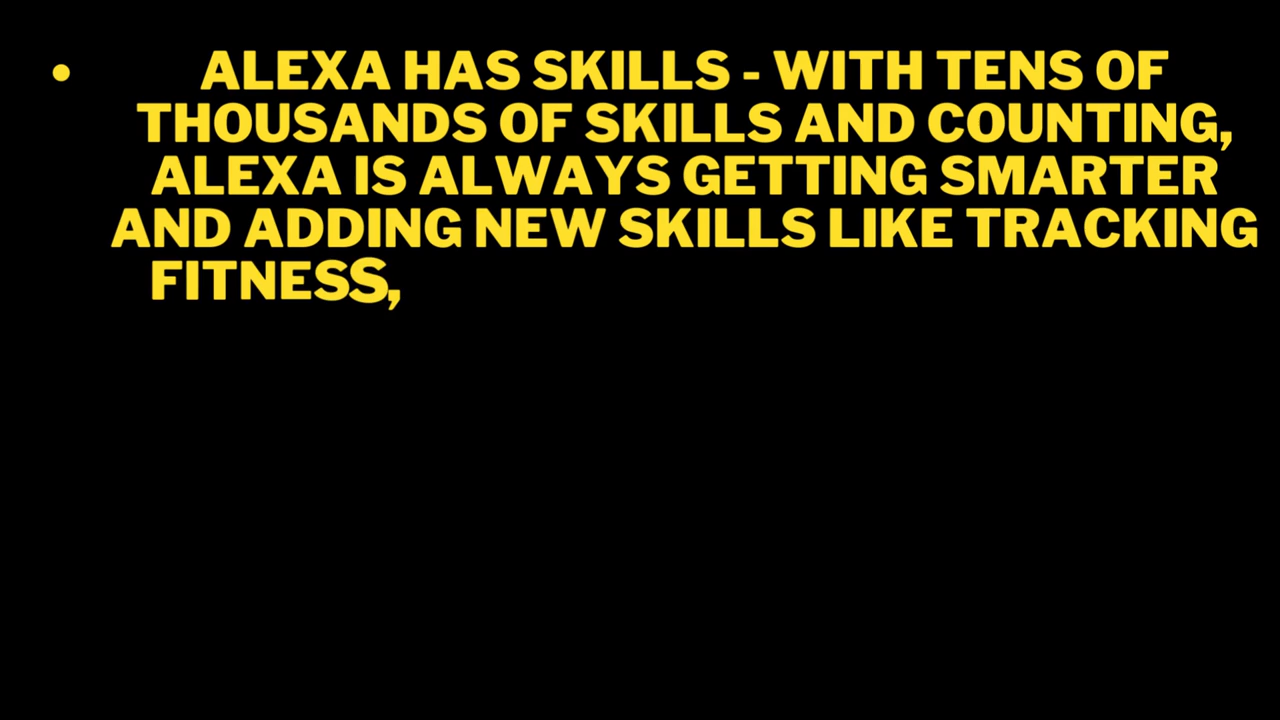 • ALEXA HAS SKILLS - WITH TENS OF
THOUSANDS OF SKILLS AND COUNTING,
ALEXA IS ALWAYS GETTING SMARTER
AND ADDING NEW SKILLS LIKE TRACKING
FITNESS,